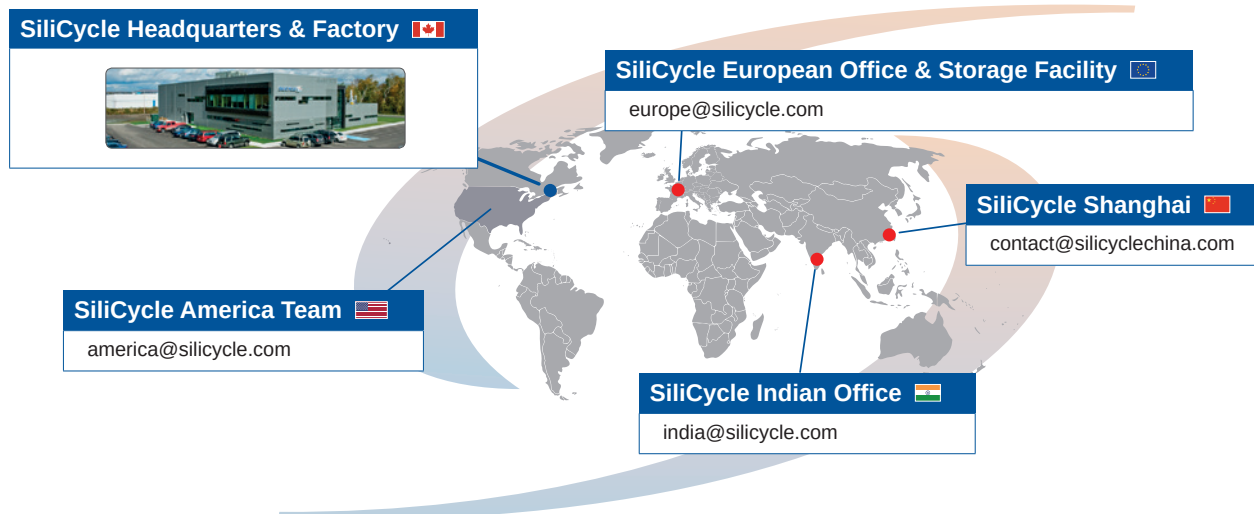 SiliCycle Headquarters & Factory
SiliCycle European Office & Storage Facility
europe@silicycle.com
SiliCycle Shanghai
contact@silicyclechina.com
SiliCycle America Team
america@silicycle.com
SiliCycle Indian Office
india@silicycle.com